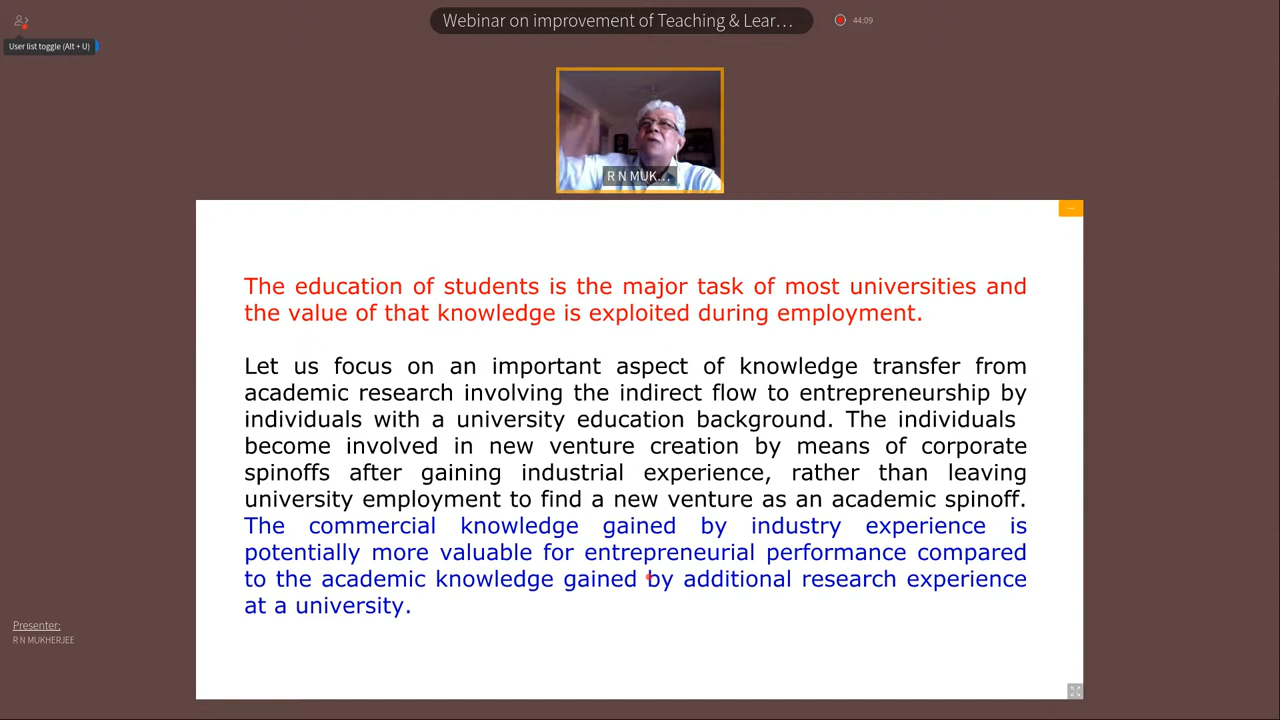 Webinar on improvement of Teaching & Lear…
44:09
User list toggle (Alt + U)
R N MUK…
The education of students is the major task of most universities and
the value of that knowledge is exploited during employment.
Let us focus on an important aspect of knowledge transfer from
academic research involving the indirect flow to entrepreneurship by
individuals with a university education background. The individuals
become involved in new venture creation by means of corporate
spinoffs after gaining industrial experience, rather than leaving
university employment to find a new venture as an academic spinoff.
The commercial knowledge gained by industry experience is
potentially more valuable for entrepreneurial performance compared
to the academic knowledge gained by additional research experience
at a university.
Presenter:
R N MUKHERJEE